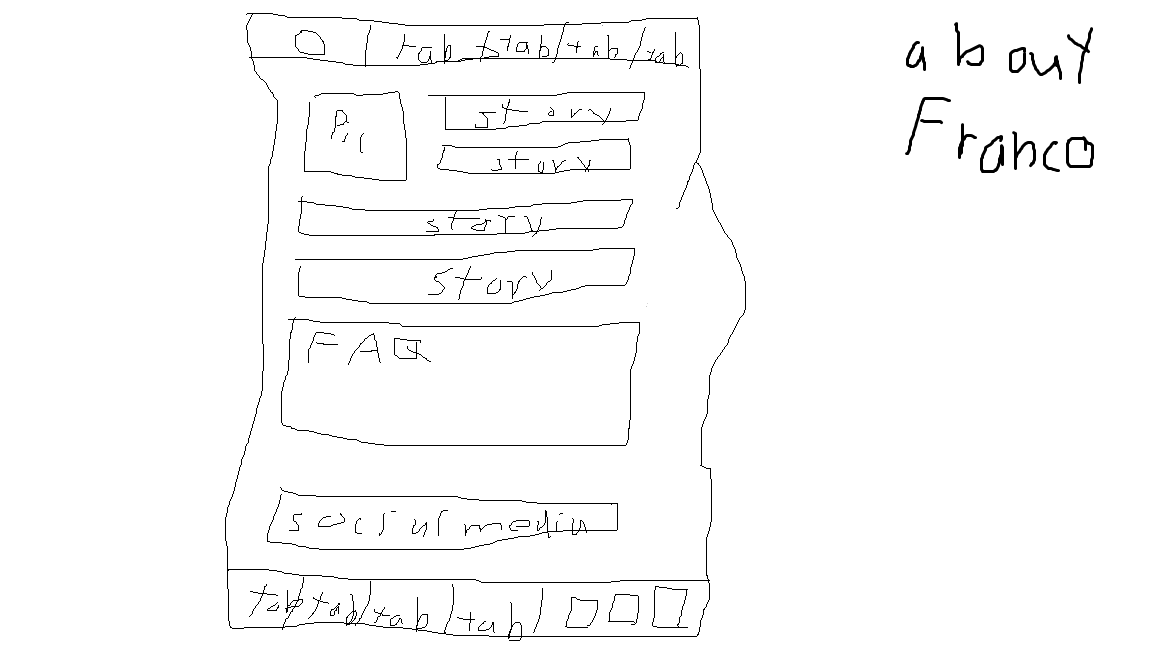 tab tab tab tab
Pic
story
story
story
story
FAQ
social media
tab tab tab tab
about
Franco